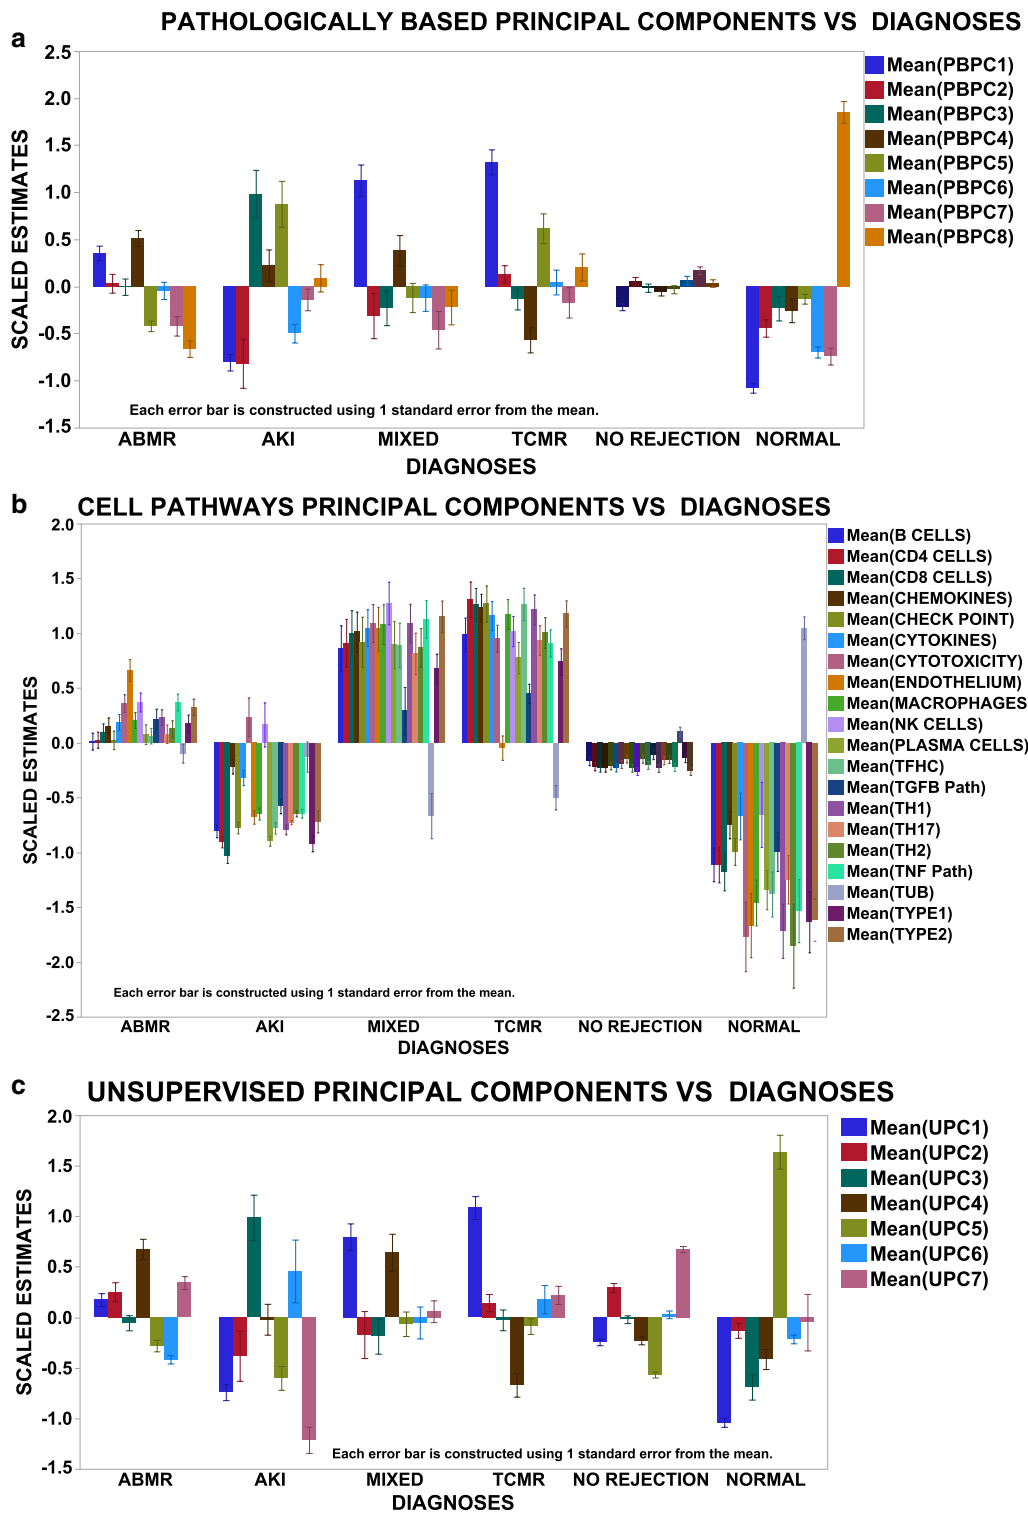 a
PATHOLOGICALLY BASED PRINCIPAL COMPONENTS VS DIAGNOSES
2.5
2.0
1.5
1.0
0.5
0.0
-0.5
-1.0
-1.5
SCALED ESTIMATES
Mean(PBPC1)
Mean(PBPC2)
Mean(PBPC3)
Mean(PBPC4)
Mean(PBPC5)
Mean(PBPC6)
Mean(PBPC7)
Mean(PBPC8)
Each error bar is constructed using 1 standard error from the mean.
ABMR AKI MIXED TCMR NO REJECTION NORMAL
DIAGNOSES
b
CELL PATHWAYS PRINCIPAL COMPONENTS VS DIAGNOSES
2.0
1.5
1.0
0.5
0.0
-0.5
-1.0
-1.5
-2.0
-2.5
SCALED ESTIMATES
Mean(B CELLS)
Mean(CD4 CELLS)
Mean(CD8 CELLS)
Mean(CHEMOKINES)
Mean(CHECK POINT)
Mean(CYTOKINES)
Mean(CYTOTOXICITY)
Mean(ENDOTHELIUM)
Mean(MACROPHAGES
Mean(NK CELLS)
Mean(PLASMA CELLS)
Mean(TFHC)
Mean(TGFB Path)
Mean(TH1)
Mean(TH17)
Mean(TH2)
Mean(TNF Path)
Mean(TUB)
Mean(TYPE1)
Mean(TYPE2)
Each error bar is constructed using 1 standard error from the mean.
ABMR AKI MIXED TCMR NO REJECTION NORMAL
DIAGNOSES
c
UNSUPERVISED PRINCIPAL COMPONENTS VS DIAGNOSES
2.0
1.5
1.0
0.5
0.0
-0.5
-1.0
-1.5
SCALED ESTIMATES
Mean(UPC1)
Mean(UPC2)
Mean(UPC3)
Mean(UPC4)
Mean(UPC5)
Mean(UPC6)
Mean(UPC7)
Each error bar is constructed using 1 standard error from the mean.
ABMR AKI MIXED TCMR NO REJECTION NORMAL
DIAGNOSES